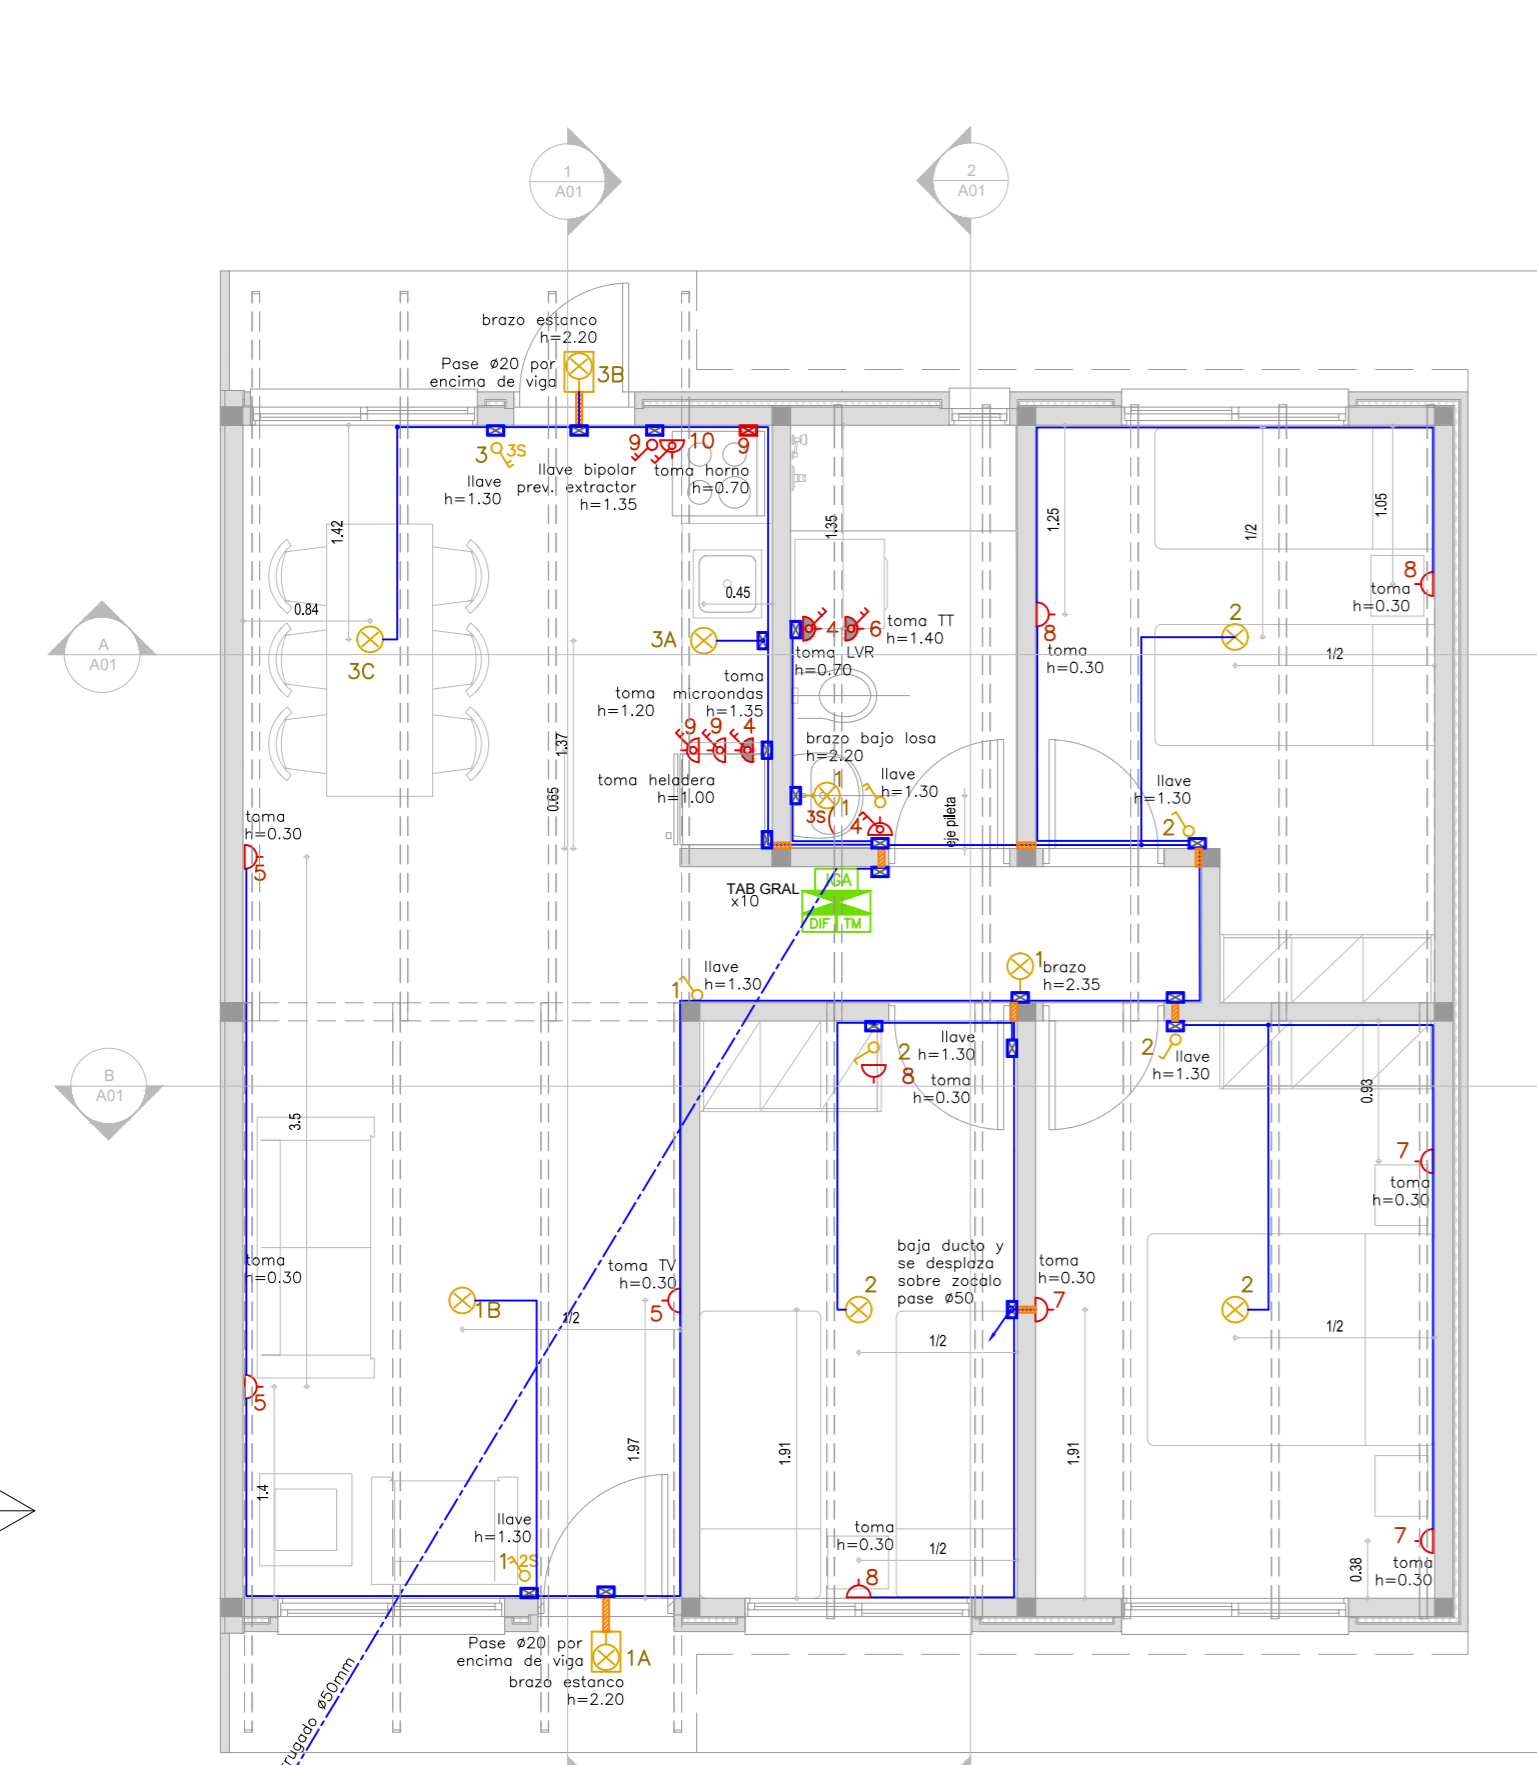 1
A01
2
A01
brazo estanco
h=2.20
Pase ø20 por
encima de viga
3B
3
3S
llave
h=1.30
9
10
9
llave bipolar
prev. extractor
h=1.35
toma horno
h=0.70
1.42
0.84
3C
A
A01
3A
0.45
1.35
4
6
toma TT
h=1.40
toma LVR
h=0.70
1.25
8
toma
h=0.30
1/2
2
1/2
1.05
8
toma
h=0.30
toma
microondas
h=1.35
toma
h=1.20
9
9
4
1.37
0.65
toma heladera
h=1.00
brazo bajo losa
h=2.20
1
1
3S
4
llave
h=1.30
eje pileta
llave
h=1.30
2
toma
h=0.30
5
TAB GRAL
x10
IGA
DIF
TM
llave
h=1.30
1
1
brazo
h=2.35
2
llave
h=1.30
8
toma
h=0.30
2
llave
h=1.30
0.93
B
A01
3.5
7
toma
h=0.30
toma
h=0.30
toma TV
h=0.30
5
1B
1/2
baja ducto y
se desplaza
sobre zocalo
pase ø50
toma
h=0.30
7
2
1/2
2
1/2
5
1.4
1.97
1.91
1.91
llave
h=1.30
1
2S
toma
h=0.30
1/2
8
7
toma
h=0.30
0.38
Pase ø20 por
encima de viga
1A
brazo estanco
h=2.20
rugado ø50mm